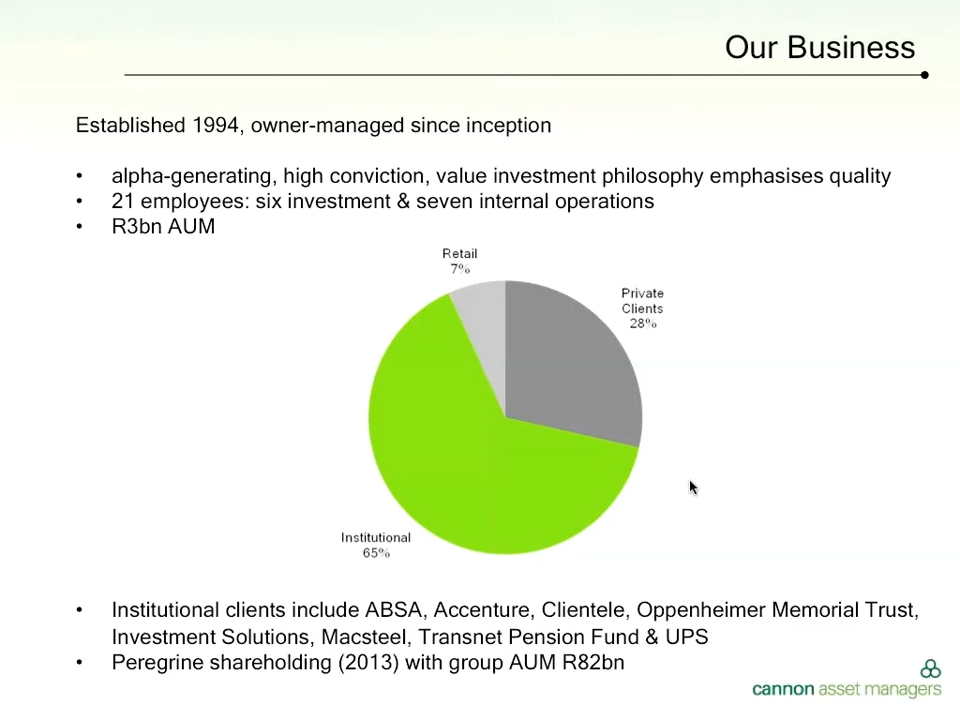 Our Business
Established 1994, owner-managed since inception
• alpha-generating, high conviction, value investment philosophy emphasises quality
• 21 employees: six investment & seven internal operations
• R3bn AUM
Retail
7%
Private
Clients
28%
Institutional
65%
• Institutional clients include ABSA, Accenture, Clientele, Oppenheimer Memorial Trust,
Investment Solutions, Macsteel, Transnet Pension Fund & UPS
• Peregrine shareholding (2013) with group AUM R82bn
cannon asset managers